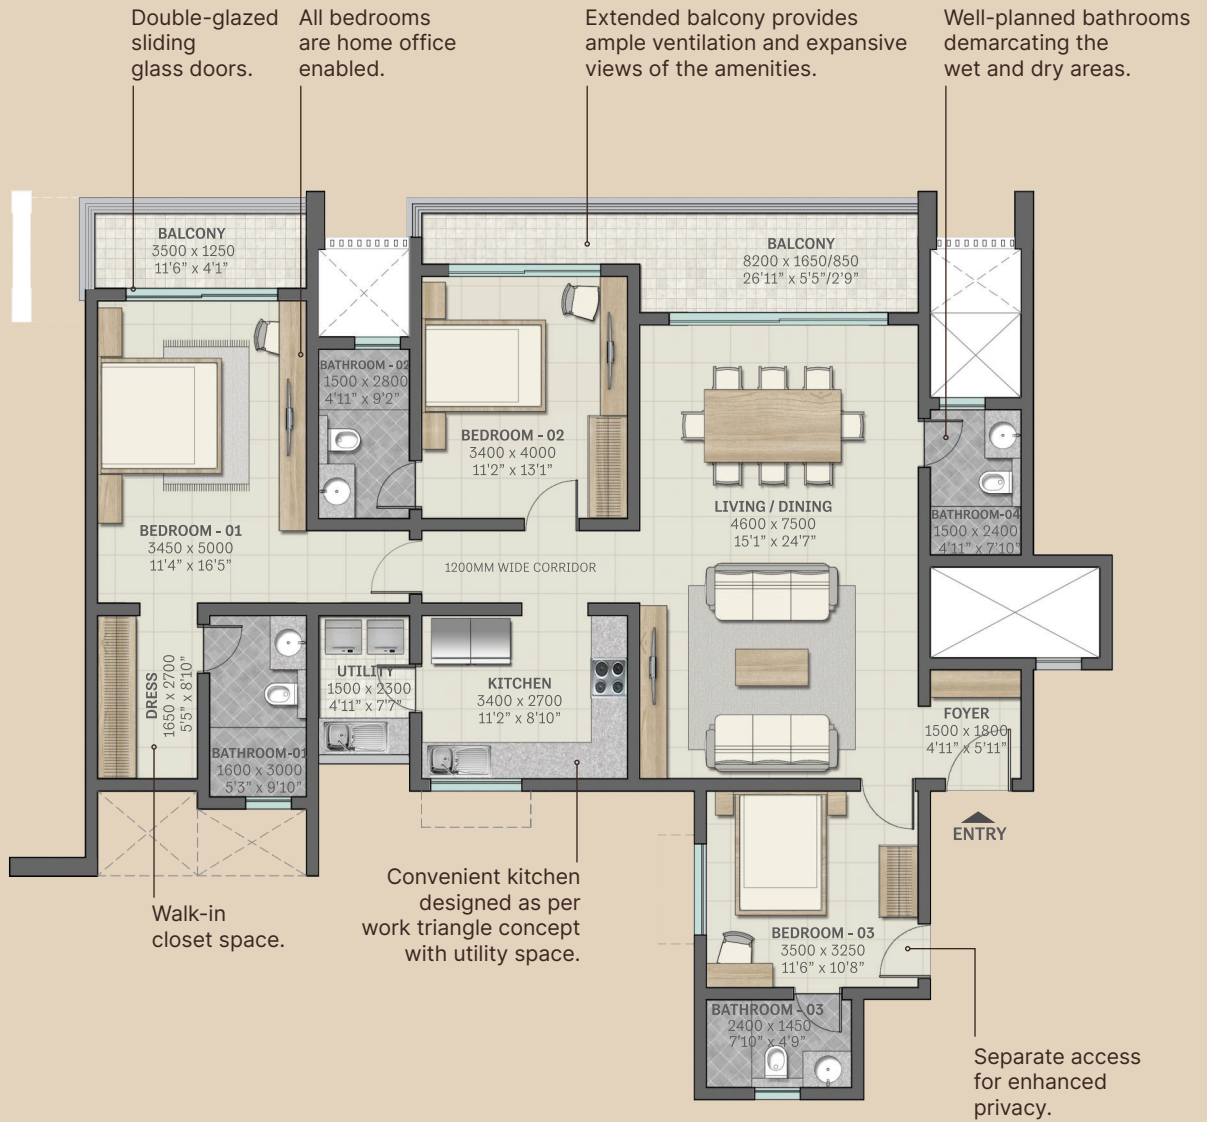 Double-glazed
sliding
glass doors.
All bedrooms
are home office
enabled.
Extended balcony provides
ample ventilation and expansive
views of the amenities.
Well-planned bathrooms
demarcating the
wet and dry areas.
BALCONY
3500 x 1250
11'6" x 4'1"
BALCONY
8200 x 1650/850
26'11" x 5'5"/2'9"
BATHROOM - 02
1500 x 2800
4'11" x 9'2"
BEDROOM - 02
3400 x 4000
11'2" x 13'1"
LIVING / DINING
4600 x 7500
15'1" x 24'7"
BATHROOM-04
1500 x 2400
4'11" x 7'10"
BEDROOM - 01
3450 x 5000
11'4" x 16'5"
1200MM WIDE CORRIDOR
DRESS
1650 x 2700
5'5" x 8'10"
UTILITY
1500 x 2300
4'11" x 7'7"
KITCHEN
3400 x 2700
11'2" x 8'10"
FOYER
1500 x 1800
4'11" x 5'11"
BATHROOM-01
1600 x 3000
5'3" x 9'10"
ENTRY
Walk-in
closet space.
Convenient kitchen
designed as per
work triangle concept
with utility space.
BEDROOM - 03
3500 x 3250
11'6" x 10'8"
BATHROOM - 03
2400 x 1450
7'10" x 4'9"
Separate access
for enhanced
privacy.